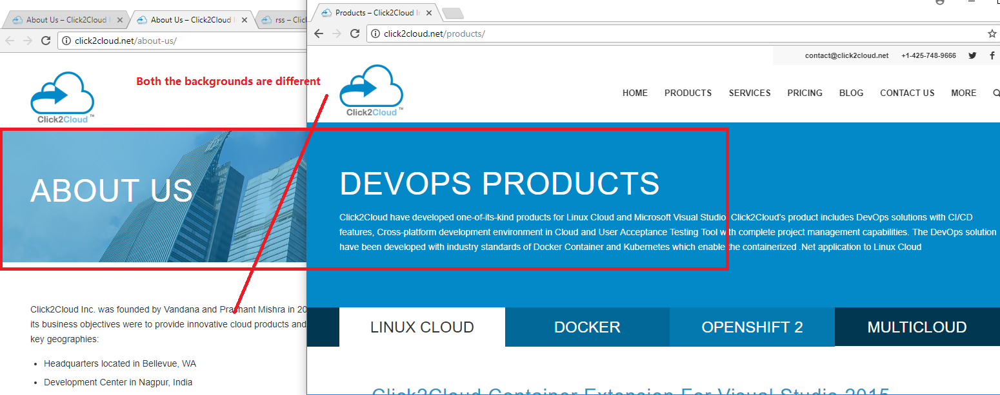 About Us – Click2Cloud
About Us – Click2Cloud
rss – Clic
click2cloud.net/about-us/
Products – Click2Cloud In
click2cloud.net/products/
contact@click2cloud.net +1-425-748-9666
Click2Cloud ™
Both the backgrounds are different
Click2Cloud ™
HOME PRODUCTS SERVICES PRICING BLOG CONTACT US MORE
ABOUT US
DEVOPS PRODUCTS
Click2Cloud have developed one-of-its-kind products for Linux Cloud and Microsoft Visual Studio. Click2Cloud's product includes DevOps solutions with CI/CD
features, Cross-platform development environment in Cloud and User Acceptance Testing Tool with complete project management capabilities. The DevOps solution
have been developed with industry standards of Docker Container and Kubernetes which enable the containerized .Net application to Linux Cloud
Click2Cloud Inc. was founded by Vandana and Prashant Mishra in 20
its business objectives were to provide innovative cloud products and
key geographies:
Headquarters located in Bellevue, WA
Development Center in Nagpur, India
LINUX CLOUD DOCKER OPENSHIFT 2 MULTICLOUD
Click2Cloud Container Extension For Visual Studio 2015